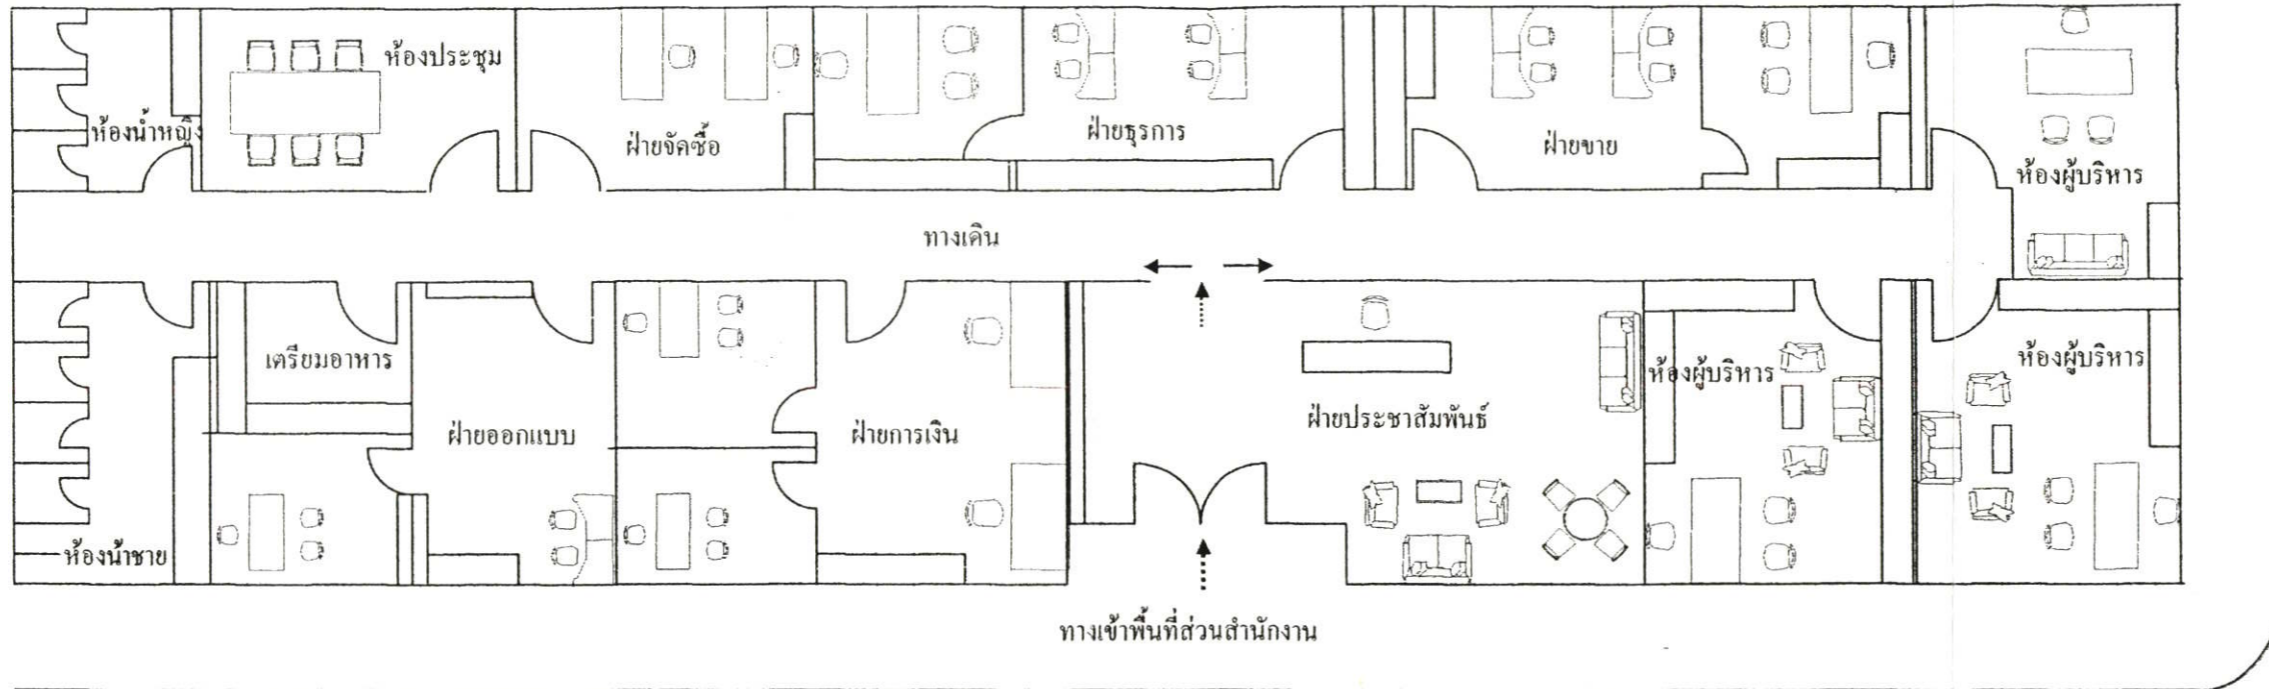 ห้องประชุม
ห้องน้ำหญิง
ฝ่ายจัดซื้อ
ฝ่ายธุรการ
ฝ่ายขาย
ห้องผู้บริหาร
ทางเดิน
เตรียมอาหาร
ห้องผู้บริหาร
ห้องผู้บริหาร
ฝ่ายออกแบบ
ฝ่ายการเงิน
ฝ่ายประชาสัมพันธ์
ห้องน้ำชาย
ทางเข้าพื้นที่ส่วนสำนักงาน